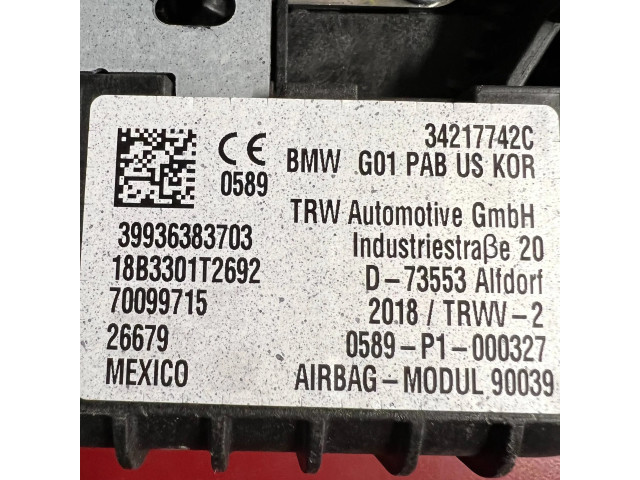 34217742C
CE BMW G01 PAB US KOR
0589
TRW Automotive GmbH
39936383703 Industriestraße 20
18B3301T2692 D-73553 Alfdorf
70099715 2018 / TRWV-2
26679 0589-P1-000327
MEXICO AIRBAG-MODUL 90039